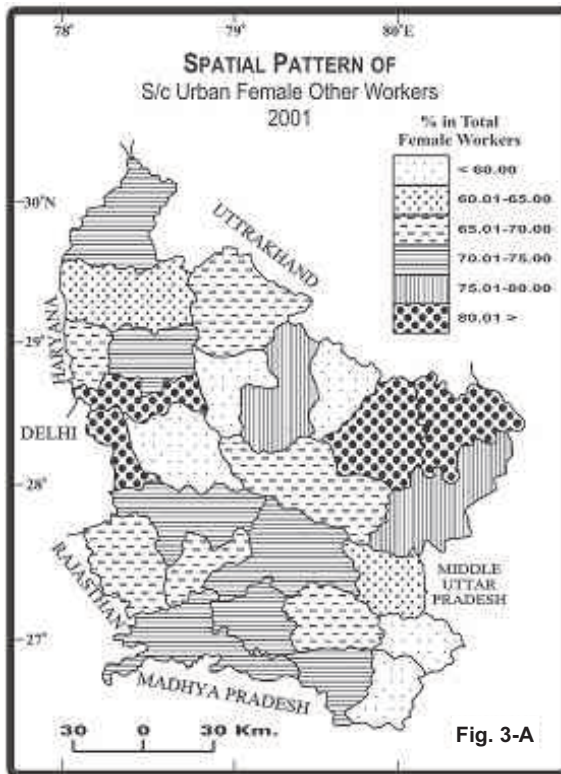 78°
79°
80°E
SPATIAL PATTERN OF
S/c Urban Female Other Workers
2001
% in Total
Female Workers
< 60.00
60.01-65.00
65.01-70.00
70.01-75.00
75.01-80.00
80.01 >
30°N
29°
28°
27°
UTTRAKHAND
HARYANA
DELHI
RAJASTHAN
MIDDLE
UTTAR
PRADESH
MADHYA PRADESH
30 0 30 Km.
Fig. 3-A